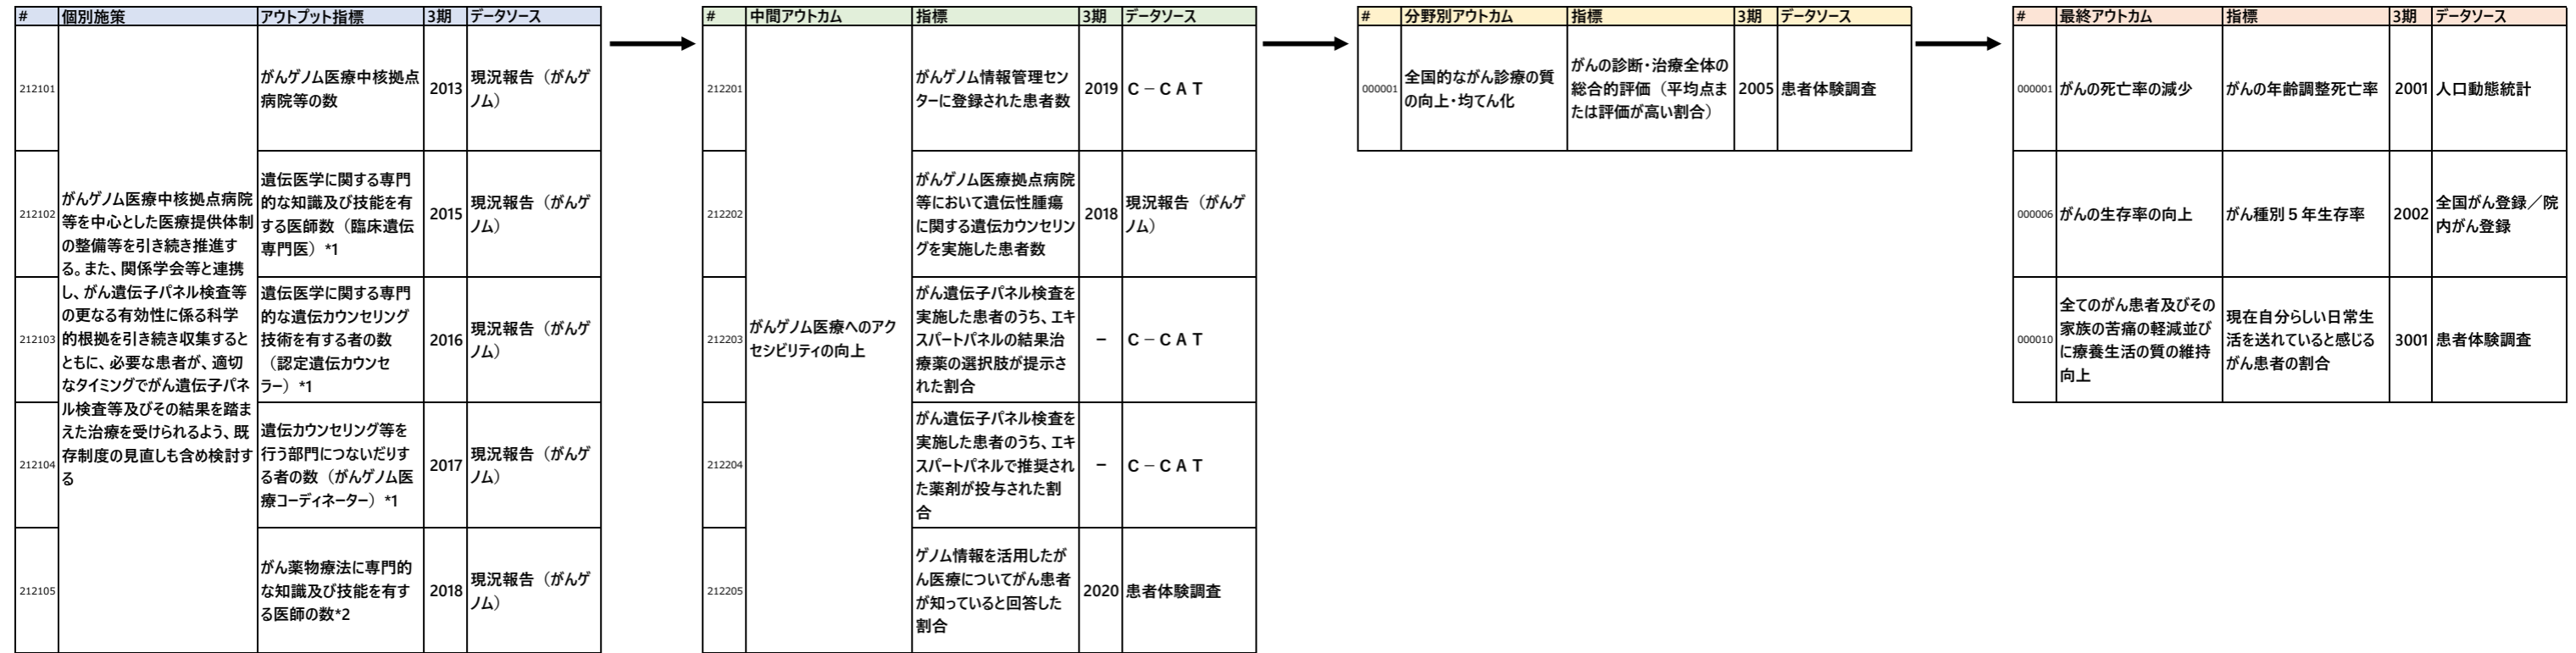 # 個別施策 アウトプット指標 3期 データソース
212101
がんゲノム医療中核拠点病院
等を中心とした医療提供体制
の整備等を引き続き推進す
る。また、関係学会等と連携
し、がん遺伝子パネル検査等
の更なる有効性に係る科学
的根拠を引き続き収集すると
ともに、必要な患者が、適切
なタイミングでがん遺伝子パネ
ル検査等及びその結果を踏ま
えた治療を受けられるよう、既
存制度の見直しも含め検討す
る
がんゲノム医療中核拠点
病院等の数
2013
現況報告（がんゲ
ノム）
212102
遺伝医学に関する専門
的な知識及び技能を有
する医師数（臨床遺伝
専門医）*1
2015
現況報告（がんゲ
ノム）
212103
遺伝医学に関する専門
的な遺伝カウンセリング
技術を有する者の数
（認定遺伝カウンセ
ラー）*1
2016
現況報告（がんゲ
ノム）
212104
遺伝カウンセリング等を
行う部門につないだりす
る者の数（がんゲノム医
療コーディネーター）*1
2017
現況報告（がんゲ
ノム）
212105
がん薬物療法に専門的
な知識及び技能を有す
る医師の数*2
2018
現況報告（がんゲ
ノム）
# 中間アウトカム 指標 3期 データソース
212201
がんゲノム医療へのアク
セシビリティの向上
がんゲノム情報管理セン
ターに登録された患者数
2019
C－CAT
212202
がんゲノム医療拠点病院
等において遺伝性腫瘍
に関する遺伝カウンセリン
グを実施した患者数
2018
現況報告（がんゲ
ノム）
212203
がん遺伝子パネル検査を
実施した患者のうち、エキ
スパートパネルの結果治
療薬の選択肢が提示さ
れた割合
－
C－CAT
212204
がん遺伝子パネル検査を
実施した患者のうち、エキ
スパートパネルで推奨され
た薬剤が投与された割
合
－
C－CAT
212205
ゲノム情報を活用したが
ん医療についてがん患者
が知っていると回答した
割合
2020
患者体験調査
# 分野別アウトカム 指標 3期 データソース
000001
全国的ながん診療の質
の向上・均てん化
がんの診断・治療全体の
総合的評価（平均点ま
たは評価が高い割合）
2005
患者体験調査
# 最終アウトカム 指標 3期 データソース
000001
がんの死亡率の減少
がんの年齢調整死亡率
2001
人口動態統計
000006
がんの生存率の向上
がん種別５年生存率
2002
全国がん登録／院
内がん登録
000010
全てのがん患者及びその
家族の苦痛の軽減並び
に療養生活の質の維持
向上
現在自分らしい日常生
活を送れていると感じる
がん患者の割合
3001
患者体験調査